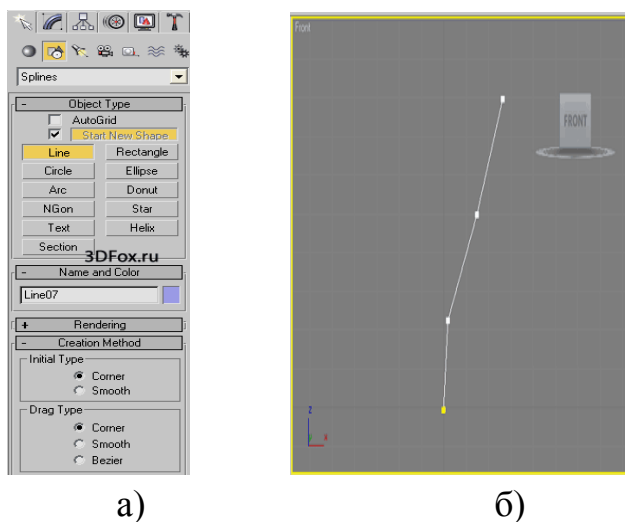 Splines
- Object Type
AutoGrid
Start New Shape
Line Rectangle
Circle Ellipse
Arc Donut
NGon Star
Text Helix
Section
3DFox.ru
- Name and Color
Line07
+ Rendering
- Creation Method
Initial Type
Corner
Smooth
Drag Type
Corner
Smooth
Bezier
Front
FRONT
z
x
а)
б)